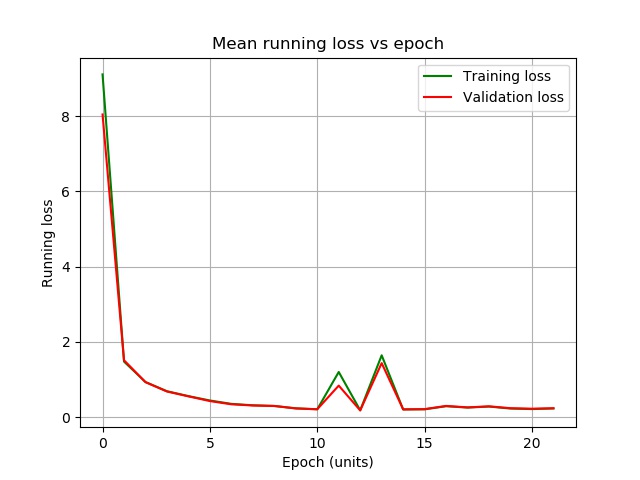 Mean running loss vs epoch
Training loss
Validation loss
8
6
4
2
0
Running loss
0 5 10 15 20
Epoch (units)